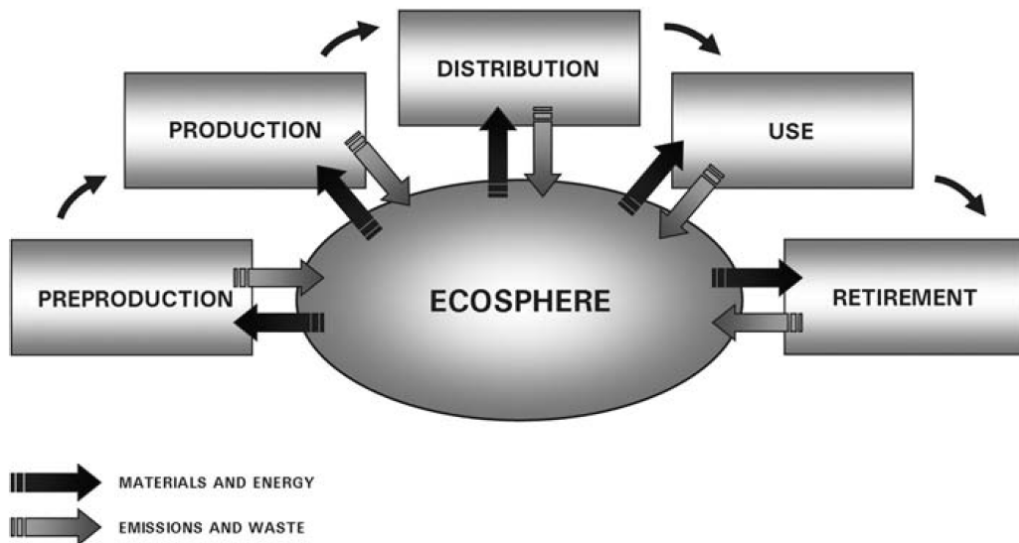 DISTRIBUTION
PRODUCTION
USE
PREPRODUCTION
ECOSPHERE
RETIREMENT
MATERIALS AND ENERGY
EMISSIONS AND WASTE